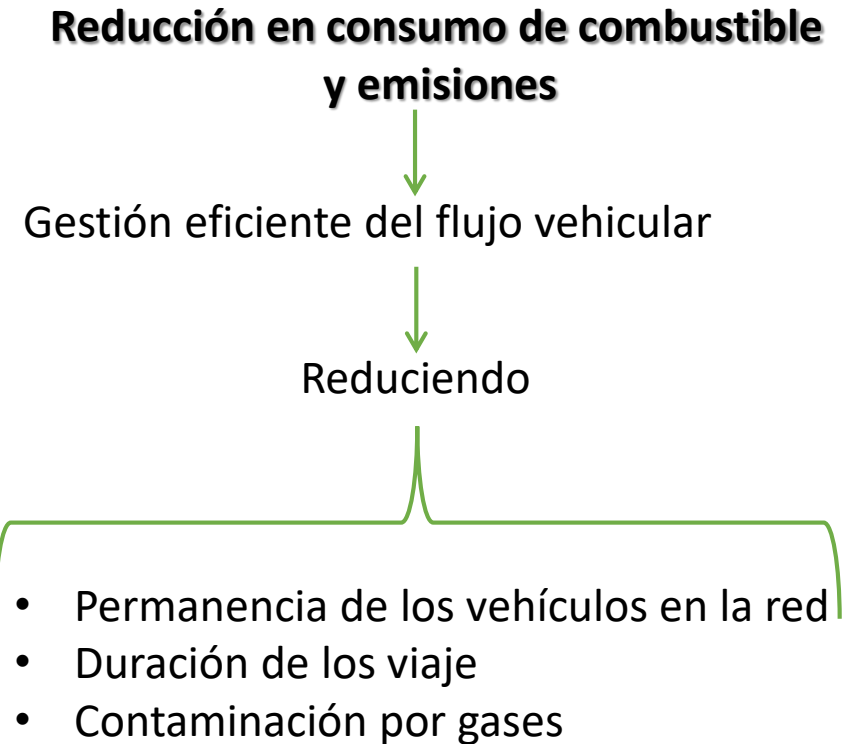 Reducción en consumo de combustible
y emisiones
Gestión eficiente del flujo vehicular
Reduciendo
• Permanencia de los vehículos en la red
• Duración de los viaje
• Contaminación por gases